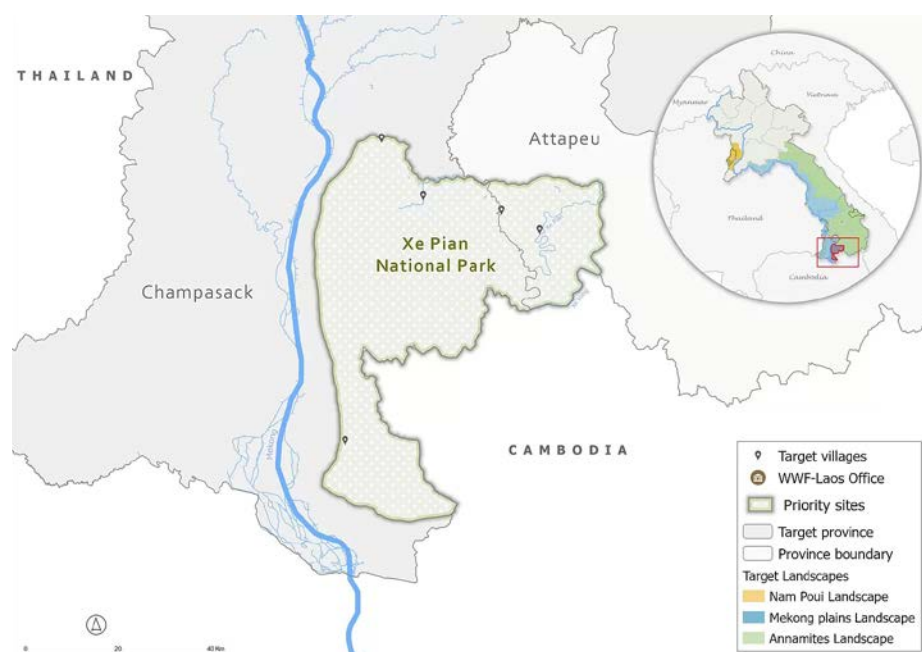 THAILAND
Attapeu
Xe Pian
National Park
Champasack
Mekong
CAMBODIA
China
Myanmar
Vietnam
Thailand
Cambodia
Target villages
WWF-Laos Office
Priority sites
Target province
Province boundary
Target Landscapes
Nam Poui Landscape
Mekong plains Landscape
Annamites Landscape
0 20 40 Km